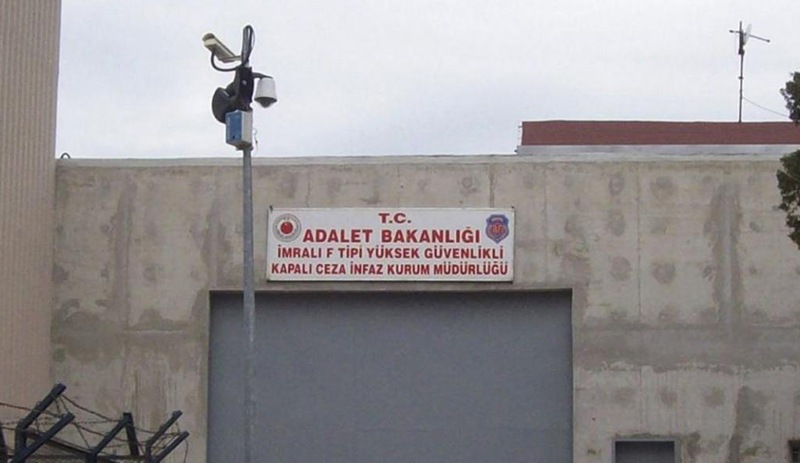 T.C.
ADALET BAKANLIĞI
İMRALI F TİPİ YÜKSEK GÜVENLİKLİ
KAPALI CEZA İNFAZ KURUM MÜDÜRLÜĞÜ